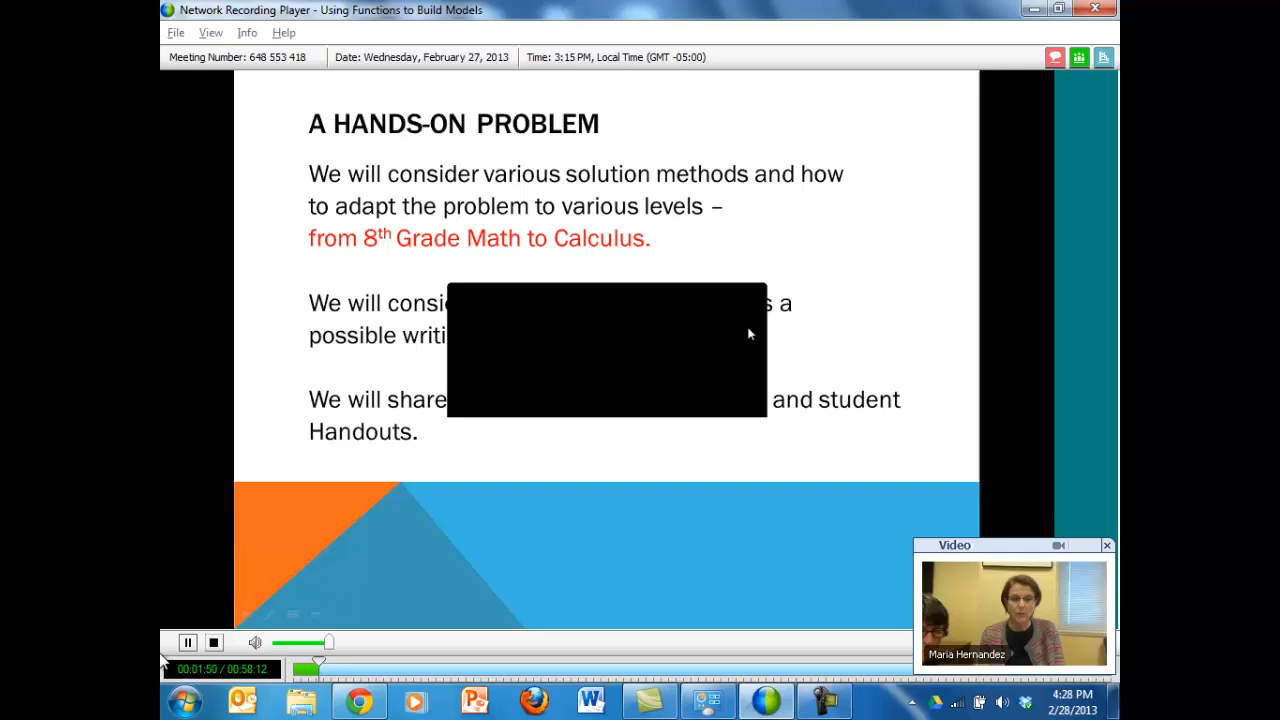 Network Recording Player - Using Functions to Build Models
File View Info Help
Meeting Number: 648 553 418 Date: Wednesday, February 27, 2013 Time: 3:15 PM, Local Time (GMT -05:00)
A HANDS-ON PROBLEM
We will consider various solution methods and how
to adapt the problem to various levels –
from 8th Grade Math to Calculus.
We will a
possible
We will share and student
Handouts.
Video
Maria Hernandez
00:01:50 / 00:58:12
4:28 PM
2/28/2013